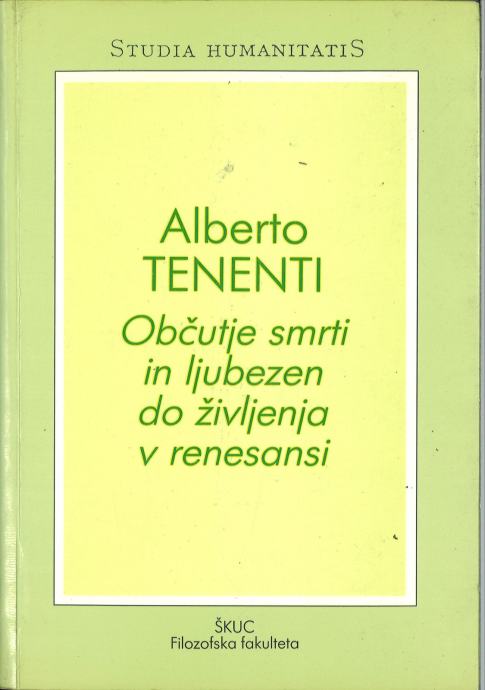 STUDIA HUMANITATIS
Alberto
TENENTI
Občutje smrti
in ljubezen
do življenja
v renesansi
ŠKUC
Filozofska fakulteta